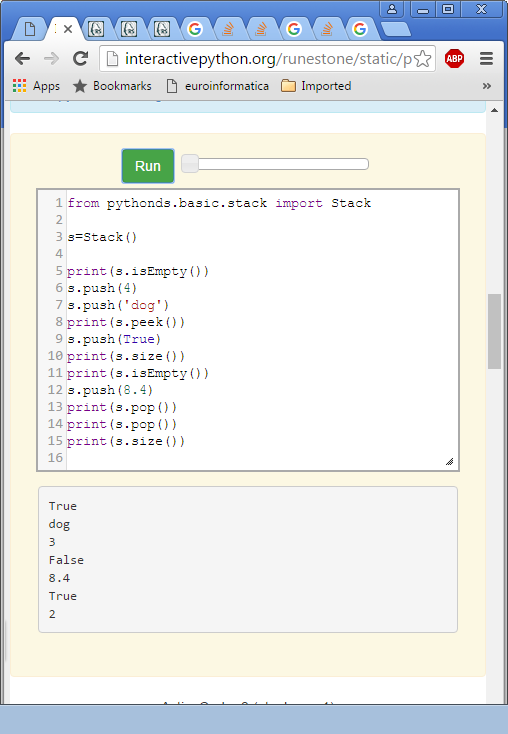 interactivepython.org/runestone/static/p
ABP
Apps Bookmarks euroinformatica Imported »
Run
1 from pythonds.basic.stack import Stack
2
3 s=Stack()
4
5 print(s.isEmpty())
6 s.push(4)
7 s.push('dog')
8 print(s.peek())
9 s.push(True)
10 print(s.size())
11 print(s.isEmpty())
12 s.push(8.4)
13 print(s.pop())
14 print(s.pop())
15 print(s.size())
16
True
dog
3
False
8.4
True
2